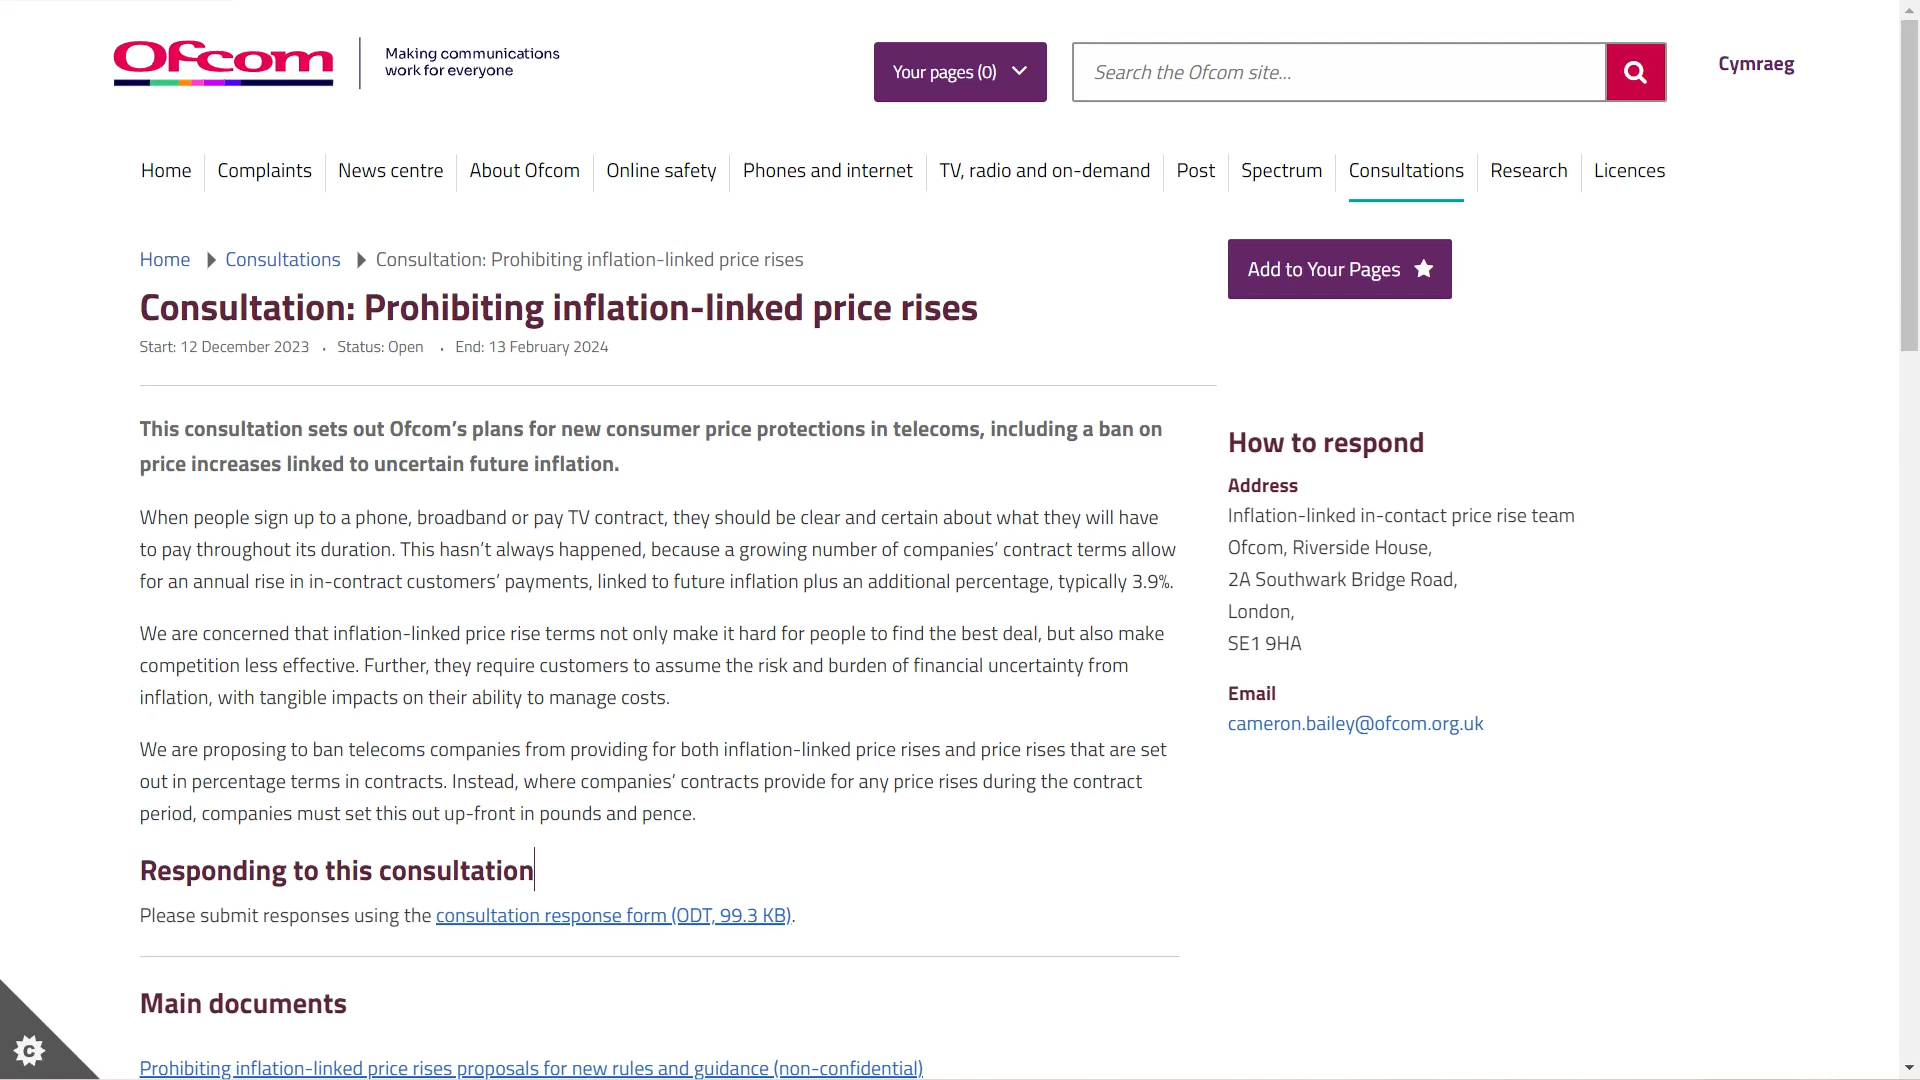 Ofcom
Making communications
work for everyone
Your pages (0)
Search the Ofcom site...
Cymraeg
Home
Complaints
News centre
About Ofcom
Online safety
Phones and internet
TV, radio and on-demand
Post
Spectrum
Consultations
Research
Licences
Home
Consultations
Consultation: Prohibiting inflation-linked price rises
Add to Your Pages
Consultation: Prohibiting inflation-linked price rises
Start: 12 December 2023 . Status: Open . End: 13 February 2024
This consultation sets out Ofcom’s plans for new consumer price protections in telecoms, including a ban on
price increases linked to uncertain future inflation.
When people sign up to a phone, broadband or pay TV contract, they should be clear and certain about what they will have
to pay throughout its duration. This hasn’t always happened, because a growing number of companies’ contract terms allow
for an annual rise in in-contract customers’ payments, linked to future inflation plus an additional percentage, typically 3.9%.
We are concerned that inflation-linked price rise terms not only make it hard for people to find the best deal, but also make
competition less effective. Further, they require customers to assume the risk and burden of financial uncertainty from
inflation, with tangible impacts on their ability to manage costs.
We are proposing to ban telecoms companies from providing for both inflation-linked price rises and price rises that are set
out in percentage terms in contracts. Instead, where companies’ contracts provide for any price rises during the contract
period, companies must set this out up-front in pounds and pence.
Responding to this consultation
Please submit responses using the consultation response form (ODT, 99.3 KB).
Main documents
Prohibiting inflation-linked price rises proposals for new rules and guidance (non-confidential)
How to respond
Address
Inflation-linked in-contact price rise team
Ofcom, Riverside House,
2A Southwark Bridge Road,
London,
SE1 9HA
Email
cameron.bailey@ofcom.org.uk
C